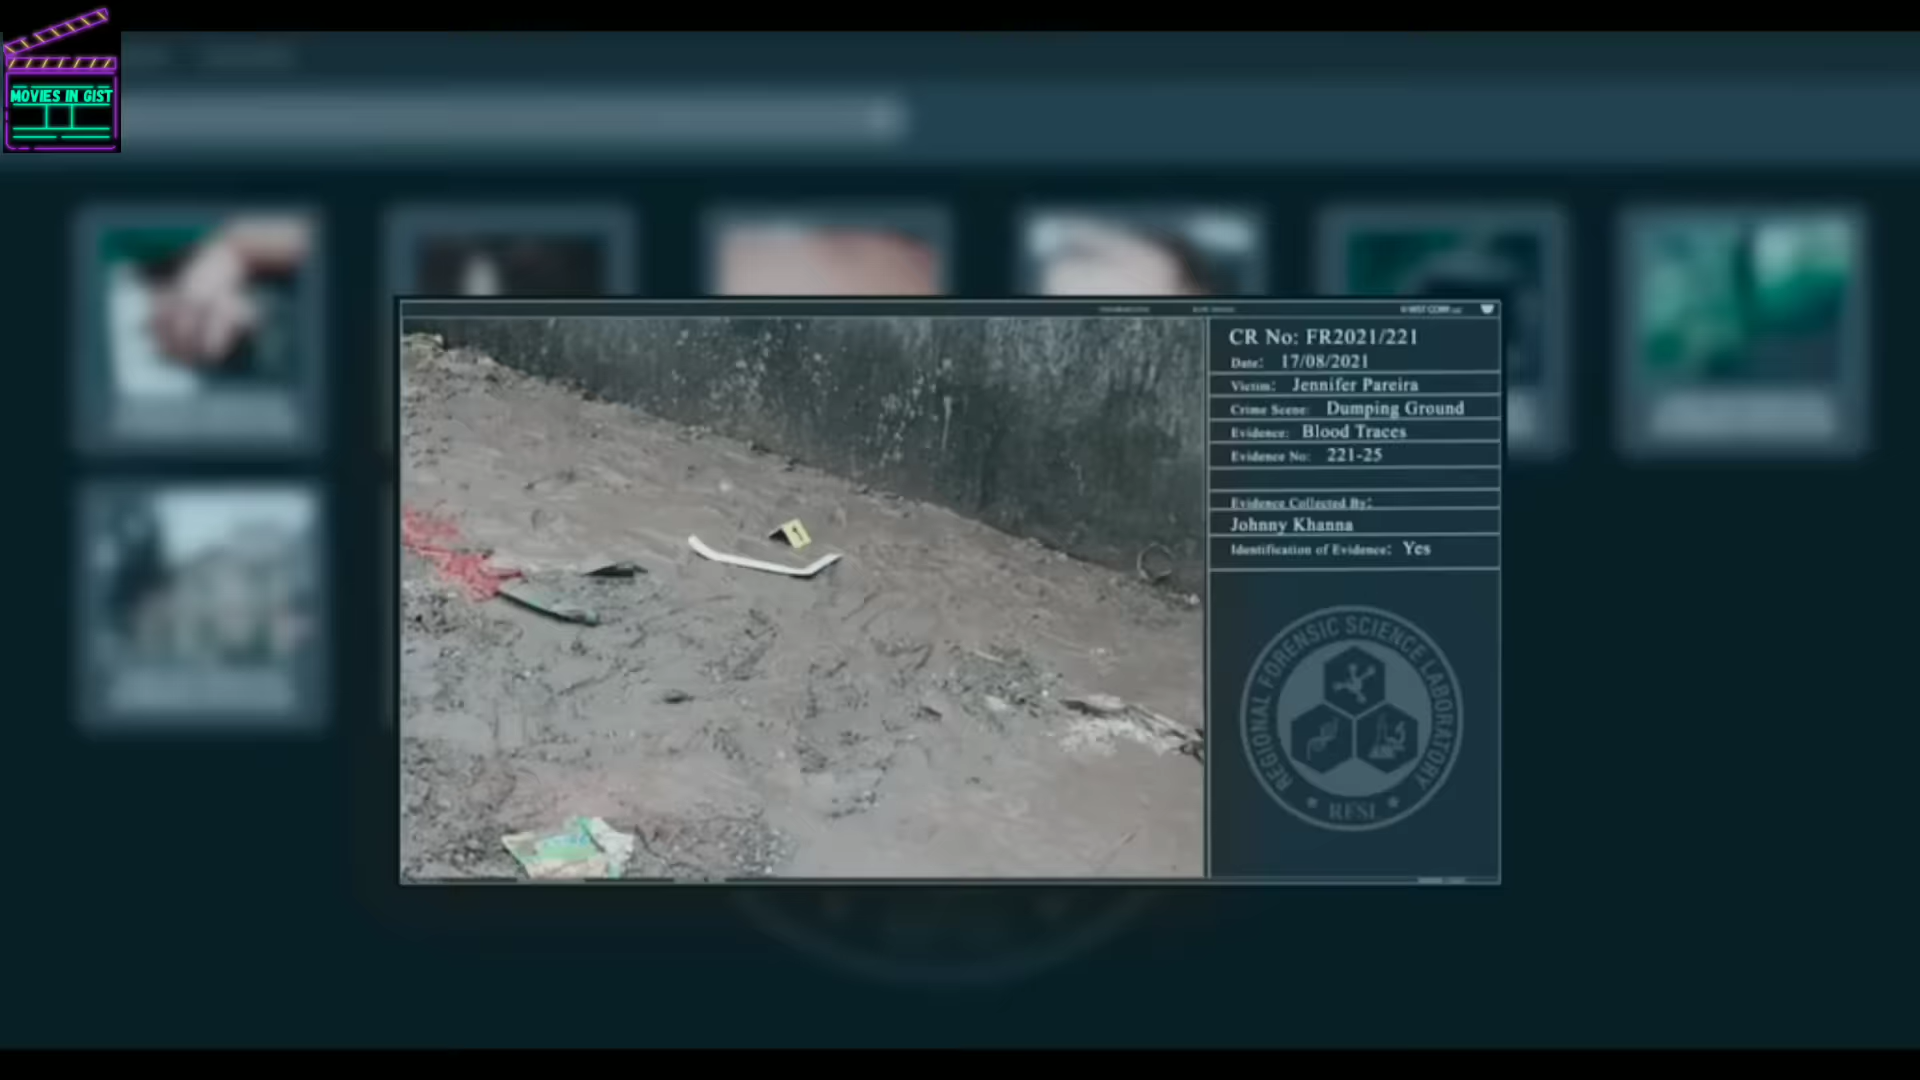 MOVIES IN GIST
CR No: FR2021/221
Date: 17/08/2021
Victim: Jennifer Pareira
Crime Scene: Dumping Ground
Evidence: Blood Traces
Evidence No: 221-25
Evidence Collected By:
Johnny Khanna
Identification of Evidence: Yes
REGIONAL FORENSIC SCIENCE LABORATORY